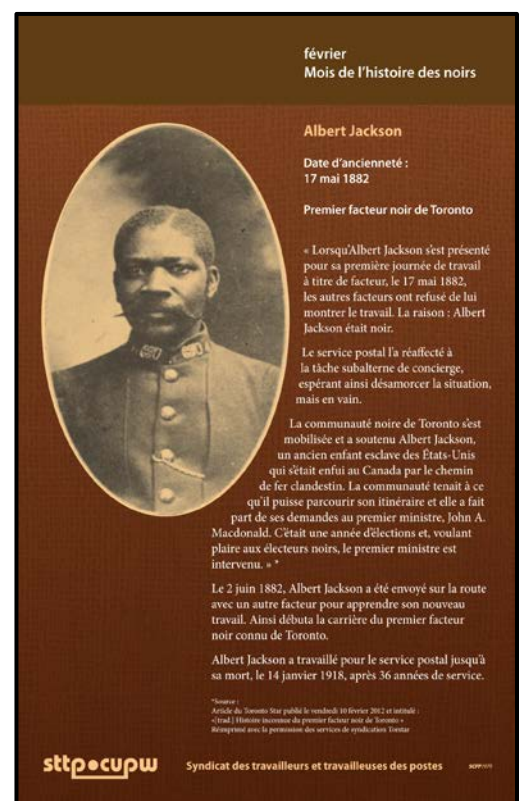 février
Mois de l'histoire des noirs
Albert Jackson
Date d'ancienneté :
17 mai 1882
Premier facteur noir de Toronto
« Lorsqu'Albert Jackson s'est présenté
pour sa première journée de travail
à titre de facteur, le 17 mai 1882,
les autres facteurs ont refusé de lui
montrer le travail. La raison : Albert
Jackson était noir.
Le service postal l'a réaffecté à
la tâche subalterne de concierge,
espérant ainsi désamorcer la situation,
mais en vain.
La communauté noire de Toronto s'est
mobilisée et a soutenu Albert Jackson,
un ancien enfant esclave des États-Unis
qui s'était enfui au Canada par le chemin
de fer clandestin. La communauté tenait à ce
qu'il puisse parcourir son itinéraire et elle a fait
part de ses demandes au premier ministre, John A.
Macdonald. C'était une année d'élections et, voulant
plaire aux électeurs noirs, le premier ministre est
intervenu. » *
Le 2 juin 1882, Albert Jackson a été envoyé sur la route
avec un autre facteur pour apprendre son nouveau
travail. Ainsi débuta la carrière du premier facteur
noir connu de Toronto.
Albert Jackson a travaillé pour le service postal jusqu'à
sa mort, le 14 janvier 1918, après 36 années de service.
*Source :
Article du Toronto Star publié le vendredi 10 février 2012 et intitulé :
«[trad.] Histoire inconnue du premier facteur noir de Toronto »
Réimprimé avec la permission des services de syndication Torstar
sttp cupw Syndicat des travailleurs et travailleuses des postes